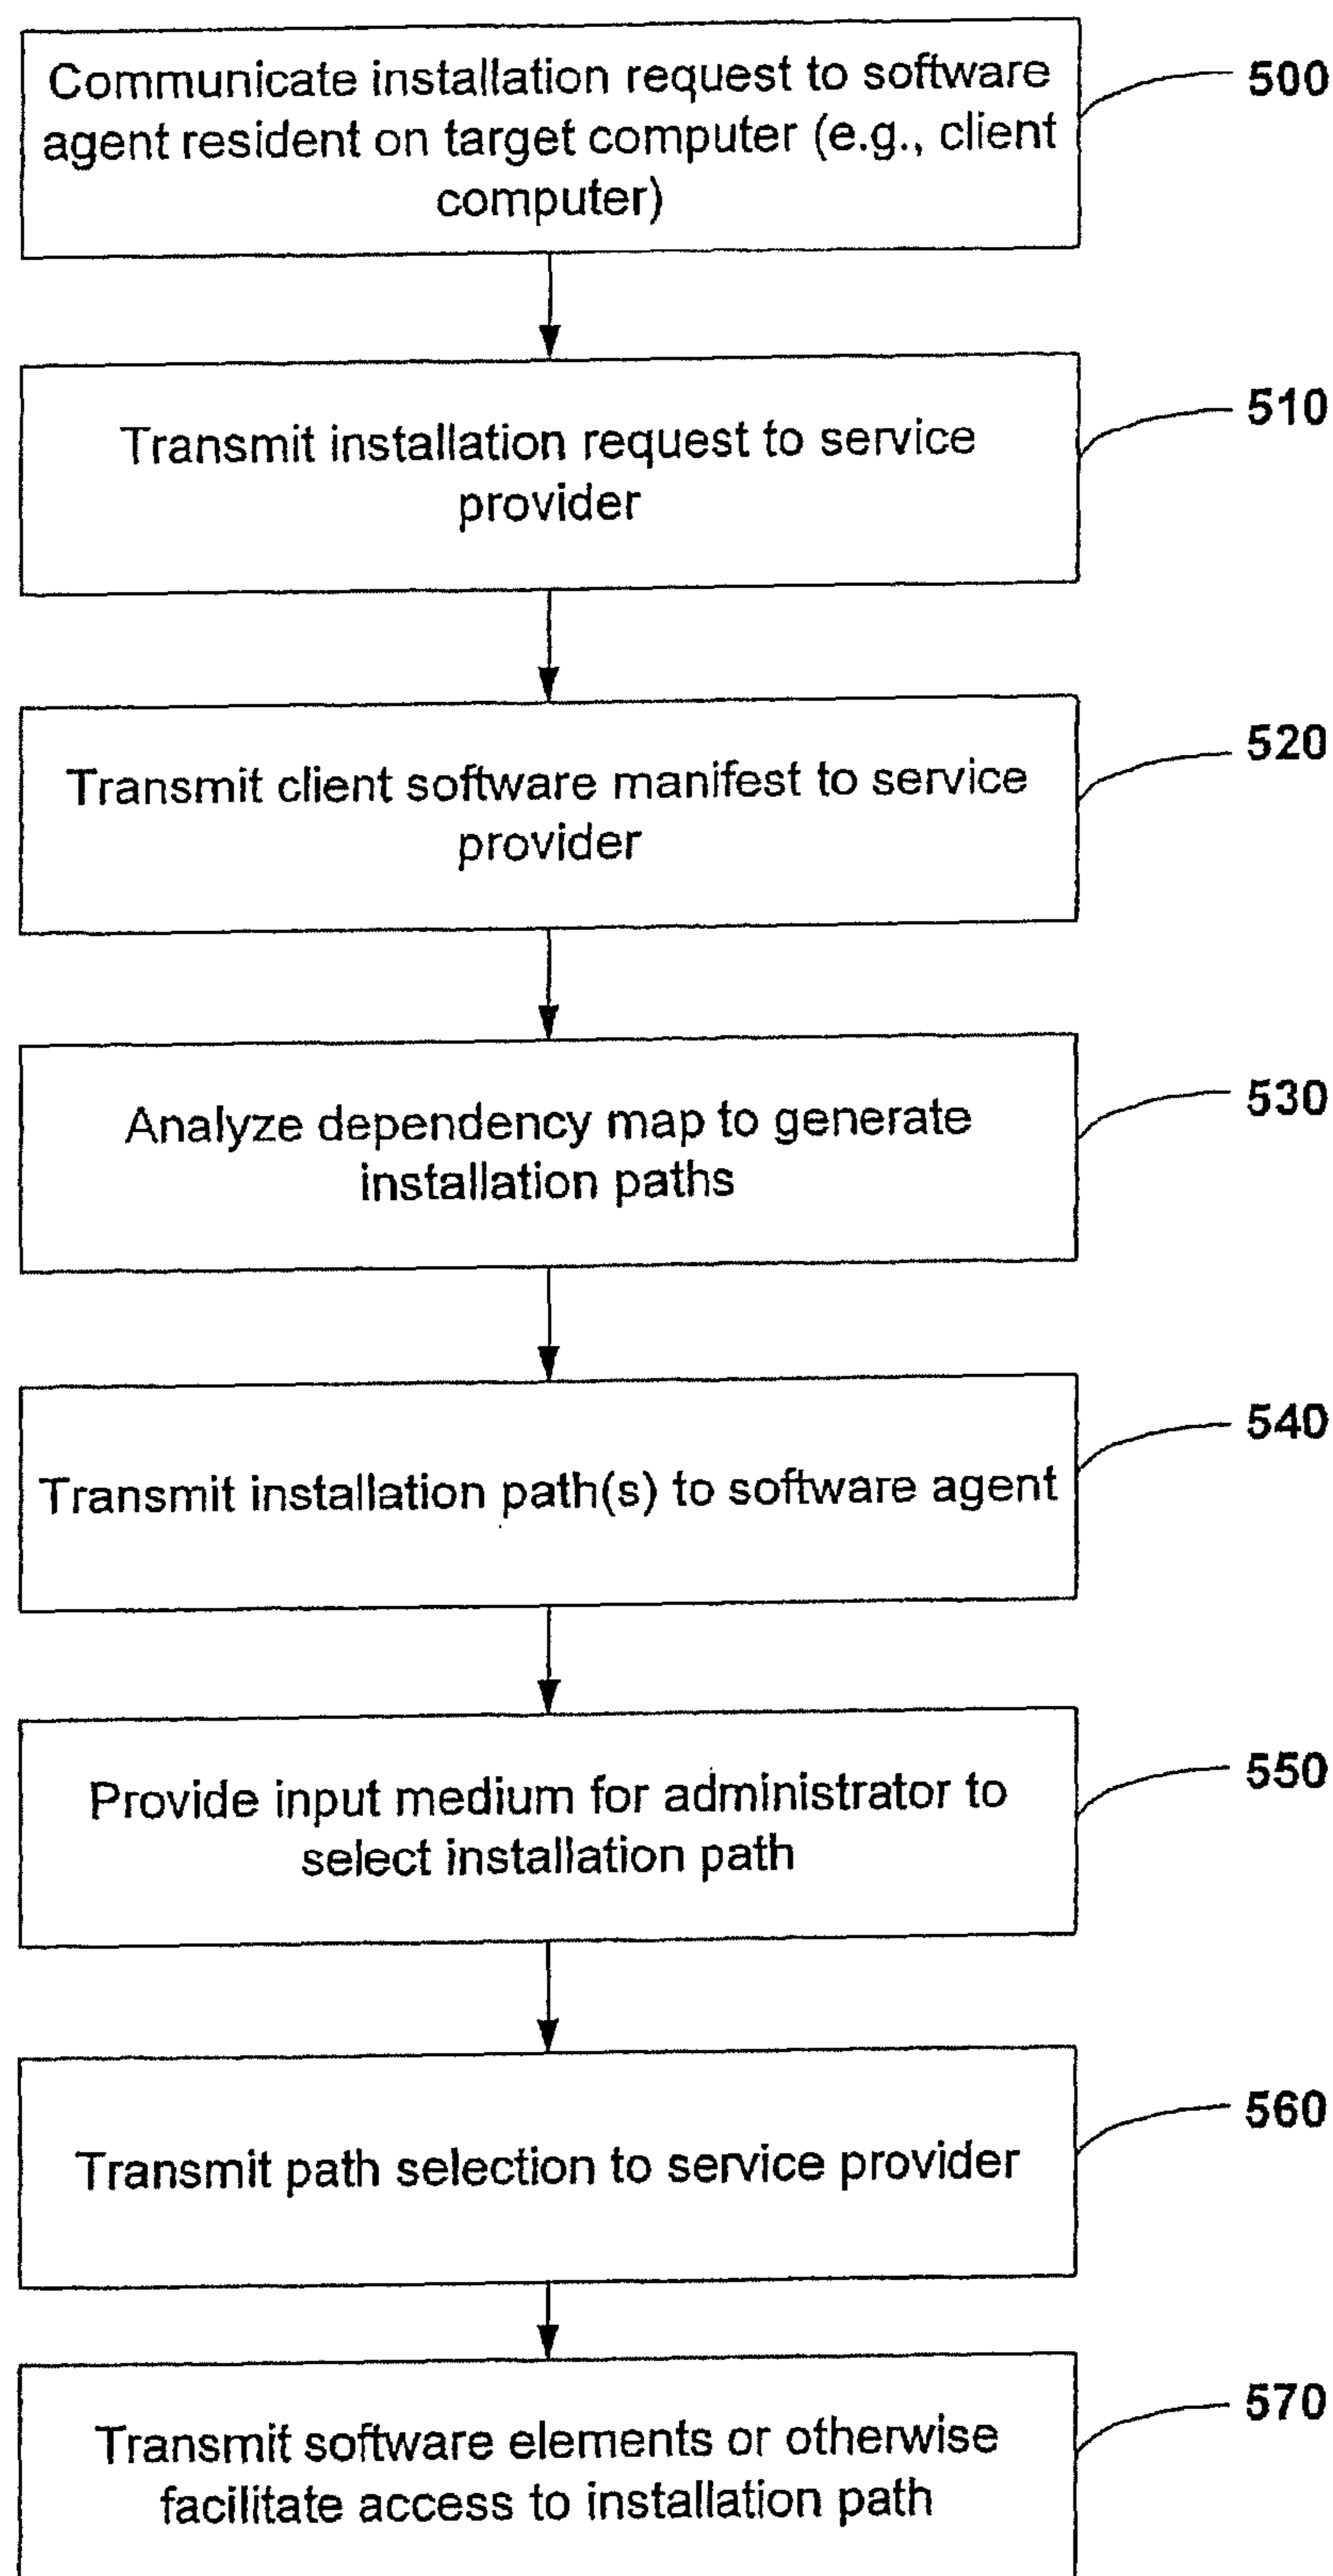 Communicate installation request to software
agent resident on target computer (e.g., client
computer)
500
Transmit installation request to service
provider
510
Transmit client software manifest to service
provider
520
Analyze dependency map to generate
installation paths
530
Transmit installation path(s) to software agent
540
Provide input medium for administrator to
select installation path
550
Transmit path selection to service provider
560
Transmit software elements or otherwise
facilitate access to installation path
570